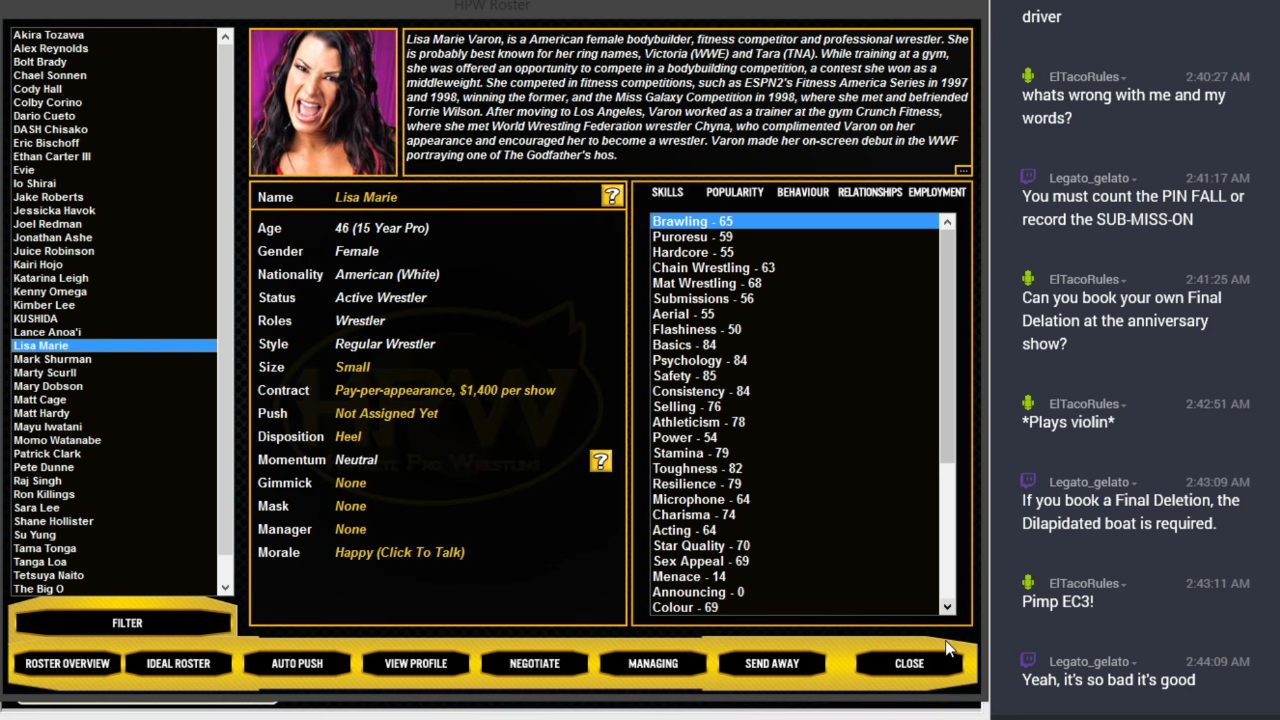 HPW Roster
Akira Tozawa
Alex Reynolds
Bolt Brady
Chael Sonnen
Cody Hall
Colby Corino
Dario Cueto
DASH Chisako
Eric Bischoff
Ethan Carter III
Evie
Io Shirai
Jake Roberts
Jessicka Havok
Joel Redman
Jonathan Ashe
Juice Robinson
Kairi Hojo
Katarina Leigh
Kenny Omega
Kimber Lee
KUSHIDA
Lance Anoa'i
Lisa Marie
Mark Shurman
Marty Scurll
Mary Dobson
Matt Cage
Matt Hardy
Mayu Iwatani
Momo Watanabe
Patrick Clark
Pete Dunne
Raj Singh
Ron Killings
Sara Lee
Shane Hollister
Su Yung
Tama Tonga
Tanga Loa
Tetsuya Naito
The Big O
FILTER
Lisa Marie Varon, is a American female bodybuilder, fitness competitor and professional wrestler. She
is probably best known for her ring names, Victoria (WWE) and Tara (TNA). While training at a gym,
she was offered an opportunity to compete in a bodybuilding competition, a contest she won as a
middleweight. She competed in fitness competitions, such as ESPN2's Fitness America Series in 1997
and 1998, winning the former, and the Miss Galaxy Competition in 1998, where she met and befriended
Torrie Wilson. After moving to Los Angeles, Varon worked as a trainer at the gym Crunch Fitness,
where she met World Wrestling Federation wrestler Chyna, who complimented Varon on her
appearance and encouraged her to become a wrestler. Varon made her on-screen debut in the WWF
portraying one of The Godfather's hos.
...
Name Lisa Marie ?
Age 46 (15 Year Pro)
Gender Female
Nationality American (White)
Status Active Wrestler
Roles Wrestler
Style Regular Wrestler
Size Small
Contract Pay-per-appearance, $1,400 per show
Push Not Assigned Yet
Disposition Heel
Momentum Neutral ?
Gimmick None
Mask None
Manager None
Morale Happy (Click To Talk)
HPW
SKILLS POPULARITY BEHAVIOUR RELATIONSHIPS EMPLOYMENT
Brawling - 65
Puroresu - 59
Hardcore - 55
Chain Wrestling - 63
Mat Wrestling - 68
Submissions - 56
Aerial - 55
Flashiness - 50
Basics - 84
Psychology - 84
Safety - 85
Consistency - 84
Selling - 76
Athleticism - 78
Power - 54
Stamina - 79
Toughness - 82
Resilience - 79
Microphone - 64
Charisma - 74
Acting - 64
Star Quality - 70
Sex Appeal - 69
Menace - 14
Announcing - 0
Colour - 69
ROSTER OVERVIEW IDEAL ROSTER AUTO PUSH VIEW PROFILE NEGOTIATE MANAGING SEND AWAY CLOSE
driver
ElTacoRules 2:40:27 AM
whats wrong with me and my
words?
Legato_gelato 2:41:17 AM
You must count the PIN FALL or
record the SUB-MISS-ON
ElTacoRules 2:41:25 AM
Can you book your own Final
Delation at the anniversary
show?
ElTacoRules 2:42:51 AM
*Plays violin*
Legato_gelato 2:43:09 AM
If you book a Final Deletion, the
Dilapidated boat is required.
ElTacoRules 2:43:11 AM
Pimp EC3!
Legato_gelato 2:44:09 AM
Yeah, it's so bad it's good